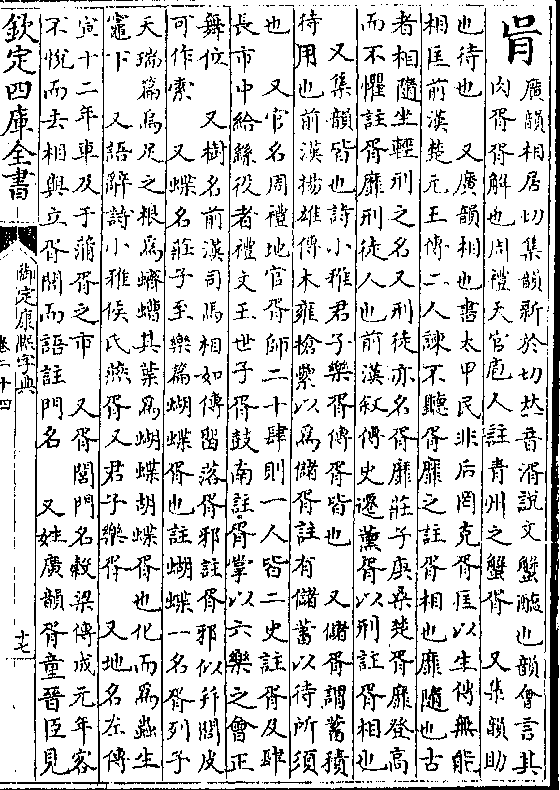 胥
廣韻相居切集韻新於切𠀤音湑說文蟹醢也韻會言其
肉胥胥解也周禮天官庖人註青州之蟹胥 又集韻助
也待也 又廣韻相也書太甲民非后罔克胥匡以生傳無能
相匡前漢楚元王傳二人諫不聽胥靡之註胥相也靡隨也古
者相隨坐輕刑之名又刑徒亦名胥靡莊子庚桑楚胥靡登高
而不懼註胥靡刑徒人也前漢敘傳史遷薰胥以刑註胥相也
又集韻皆也詩小雅君子樂胥傳胥皆也 又儲胥謂蓄積
待用也前漢揚雄傳木雍槍纍以爲儲胥註有儲蓄以待所須
也 又官名周禮地官胥師二十肆則一人皆二史註胥及肆
長市中給繇役者禮文王世子胥鼓南註胥掌以六樂之會正
舞位 又樹名前漢司馬相如傳留落胥邪註胥邪似幷閭皮
可作索 又蝶名莊子至樂篇蝴蝶胥也註蝴蝶一名胥列子
天瑞篇烏足之根爲蠐螬其葉爲蝴蝶胡蝶胥也化而爲蟲生
竈下 又語辭詩小雅侯氏燕胥又君子樂胥 又地名左傳
宣十二年車及于蒲胥之市 又胥閭門名穀梁傳成元年客
不悅而去相與立胥閭而語註門名 又姓廣韻胥童晉臣見
欽定四庫全書
御定康熙字典
卷二十四
十七